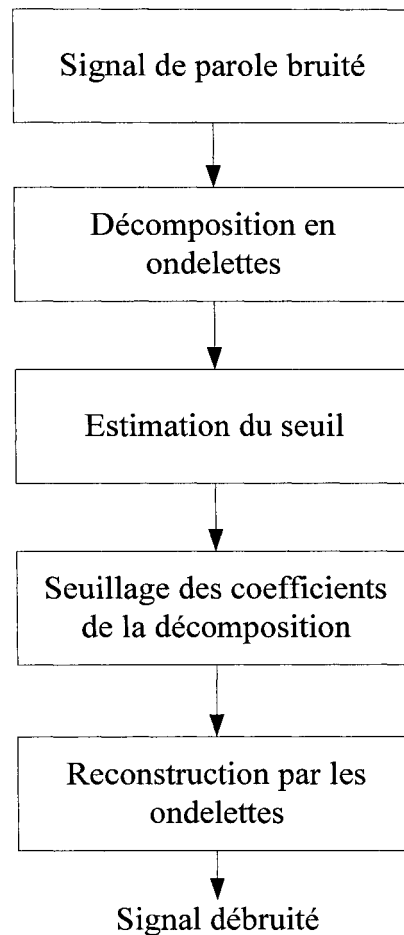 Signal de parole bruité
Décomposition en
ondelettes
Estimation du seuil
Seuillage des coefficients
de la décomposition
Reconstruction par les
ondelettes
Signal débruité